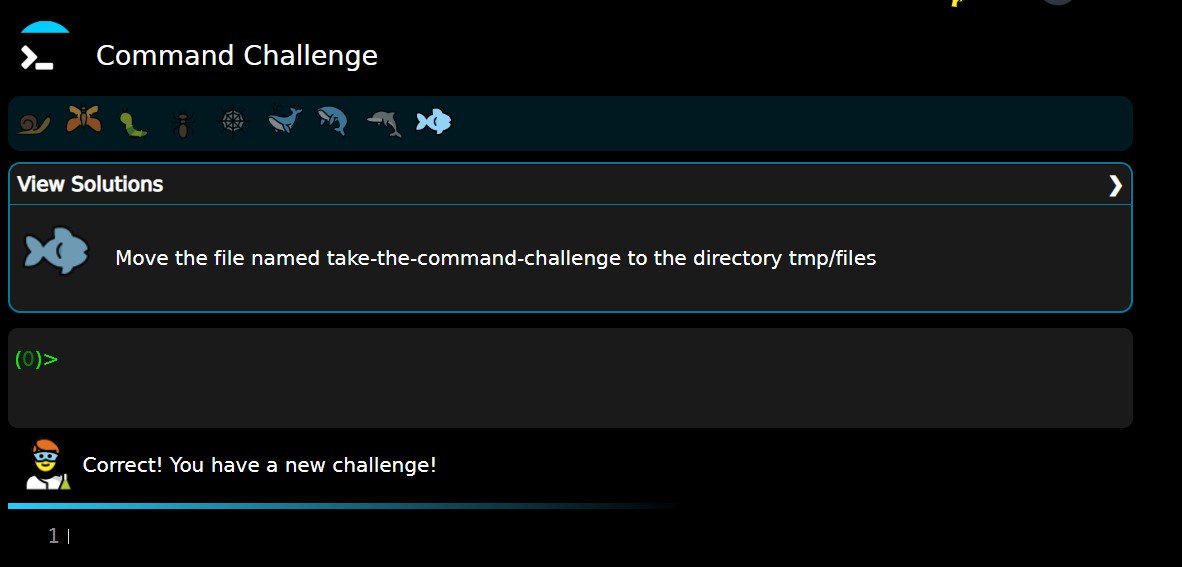 Command Challenge
View Solutions
Move the file named take-the-command-challenge to the directory tmp/files
(0)>
Correct! You have a new challenge!
1